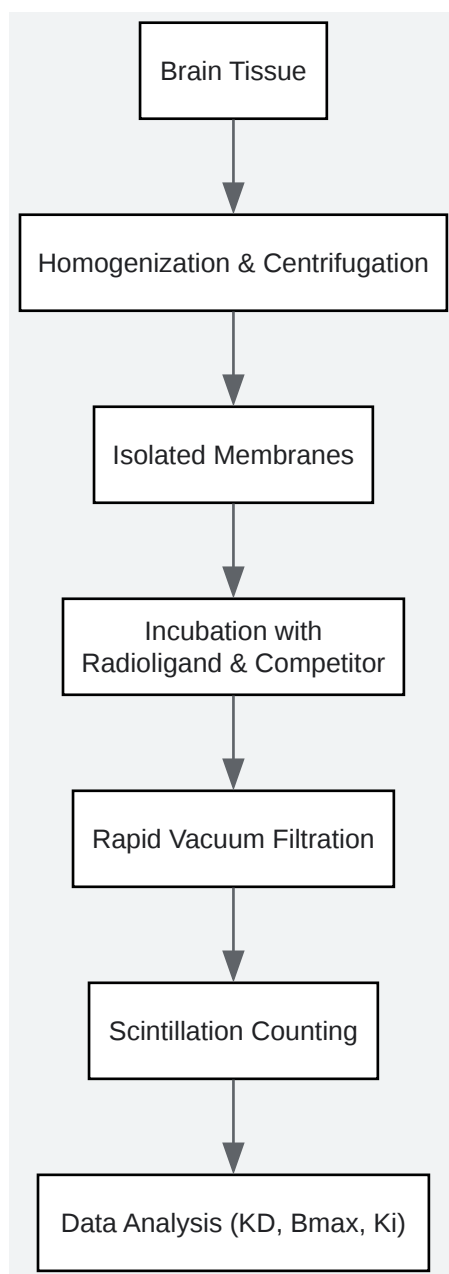 Brain Tissue
Homogenization & Centrifugation
Isolated Membranes
Incubation with
Radioligand & Competitor
Rapid Vacuum Filtration
Scintillation Counting
Data Analysis (KD, Bmax, Ki)